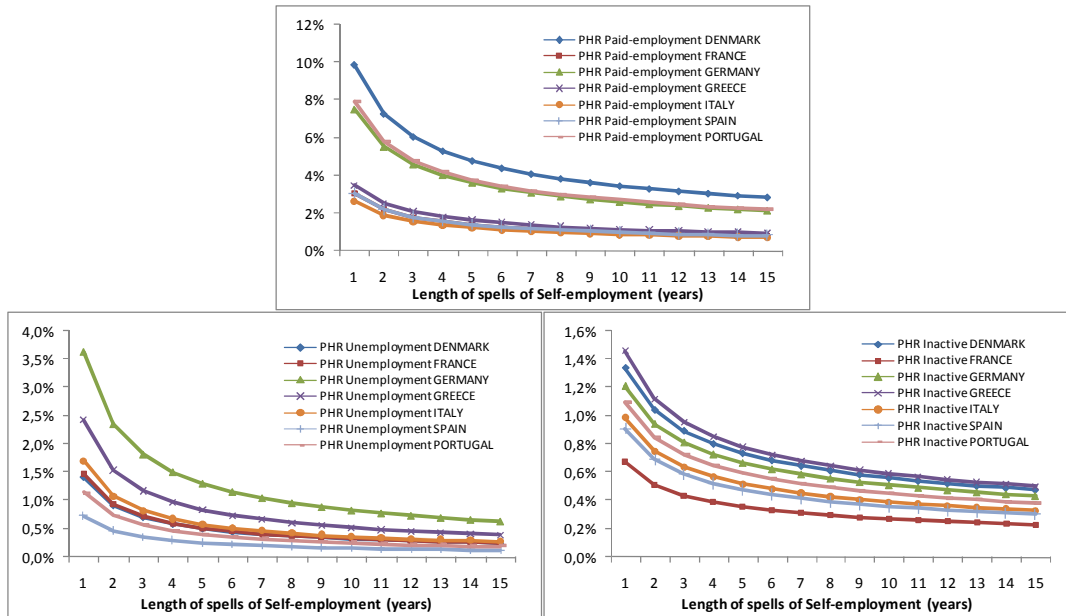 12%
10%
8%
6%
4%
2%
0%
PHR Paid-employment DENMARK
PHR Paid-employment FRANCE
PHR Paid-employment GERMANY
PHR Paid-employment GREECE
PHR Paid-employment ITALY
PHR Paid-employment SPAIN
PHR Paid-employment PORTUGAL
1 2 3 4 5 6 7 8 9 10 11 12 13 14 15
Length of spells of Self-employment (years)
4,0%
3,5%
3,0%
2,5%
2,0%
1,5%
1,0%
0,5%
0,0%
PHR Unemployment DENMARK
PHR Unemployment FRANCE
PHR Unemployment GERMANY
PHR Unemployment GREECE
PHR Unemployment ITALY
PHR Unemployment SPAIN
PHR Unemployment PORTUGAL
1 2 3 4 5 6 7 8 9 10 11 12 13 14 15
Length of spells of Self-employment (years)
1,6%
1,4%
1,2%
1,0%
0,8%
0,6%
0,4%
0,2%
0,0%
PHR Inactive DENMARK
PHR Inactive FRANCE
PHR Inactive GERMANY
PHR Inactive GREECE
PHR Inactive ITALY
PHR Inactive SPAIN
PHR Inactive PORTUGAL
1 2 3 4 5 6 7 8 9 10 11 12 13 14 15
Length of spells of Self-employment (years)